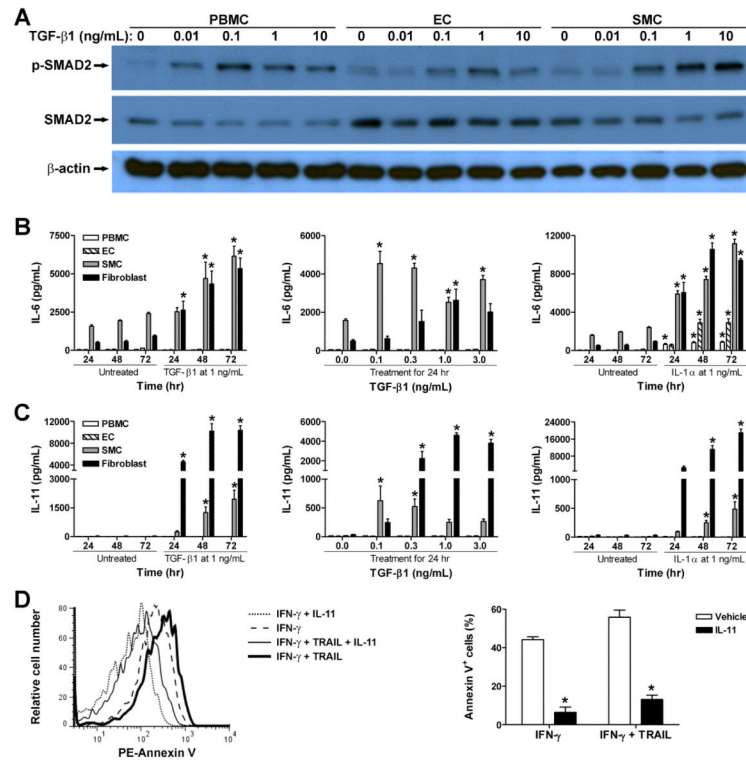 A
PBMC EC SMC
TGF-β1 (ng/mL): 0 0.01 0.1 1 10 0 0.01 0.1 1 10 0 0.01 0.1 1 10
p-SMAD2
SMAD2
β-actin
B
IL-6 (pg/mL)
7500
5000
2500
0
PBMC
EC
SMC
Fibroblast
* * * * * *
24 48 72 24 48 72
Untreated TGF-β1 at 1 ng/mL
Time (hr)
IL-6 (pg/mL)
7500
5000
2500
0
* * * * *
0.0 0.1 0.3 1.0 3.0
Treatment for 24 hr
TGF-β1 (ng/mL)
IL-6 (pg/mL)
12000
9000
6000
3000
0
* * * * * * * * * * *
24 48 72 24 48 72
Untreated IL-1α at 1 ng/mL
Time (hr)
C
IL-11 (pg/mL)
12000
8000
4000
3000
1500
0
PBMC
EC
SMC
Fibroblast
* * * * *
24 48 72 24 48 72
Untreated TGF-β1 at 1 ng/mL
Time (hr)
IL-11 (pg/mL)
6000
4000
2000
1000
500
0
* * * * *
0.0 0.1 0.3 1.0 3.0
Treatment for 24 hr
TGF-β1 (ng/mL)
IL-11 (pg/mL)
24000
16000
8000
1000
500
0
* * * *
24 48 72 24 48 72
Untreated IL-1α at 1 ng/mL
Time (hr)
D
Relative cell number
80
60
40
20
0
10¹ 10² 10³ 10⁴
PE-Annexin V
IFN-γ + IL-11
IFN-γ
IFN-γ + TRAIL + IL-11
IFN-γ + TRAIL
Annexin V⁺ cells (%)
60
40
20
0
Vehicle
IL-11
* *
IFN-γ IFN-γ + TRAIL